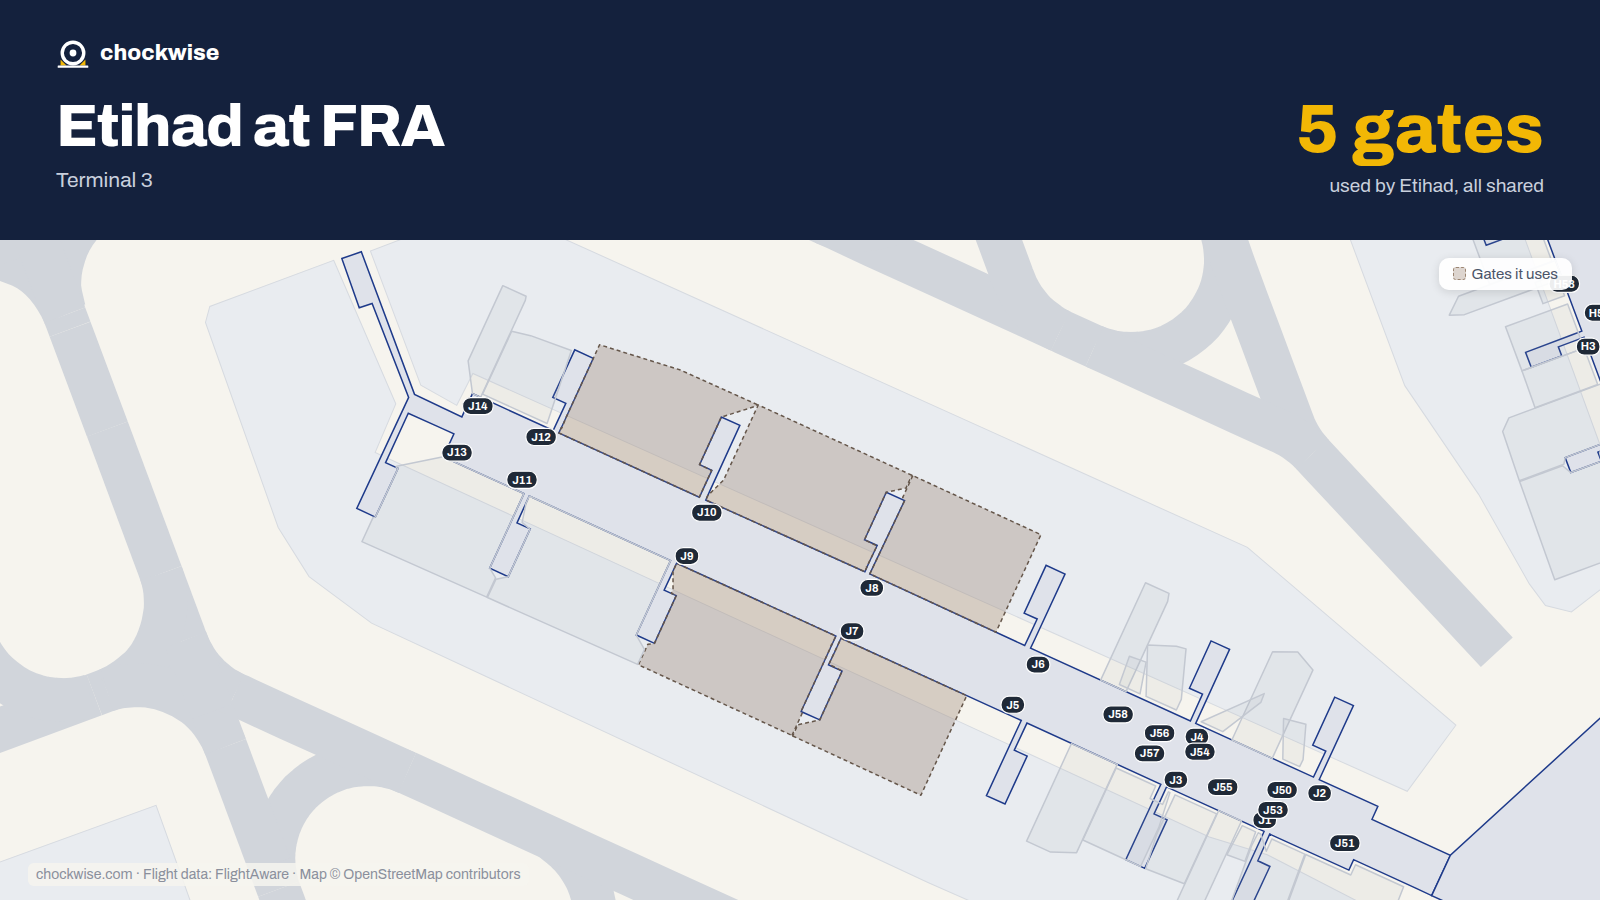 chockwise
Etihad at FRA
Terminal 3
5 gates
used by Etihad, all shared
Gates it uses
H3
J14
J12
J13
J11
J10
J9
J8
J7
J6
J5
J58
J56
J4
J57
J54
J3
J55
J50
J2
J53
J1
J51
chockwise.com · Flight data: FlightAware · Map © OpenStreetMap contributors